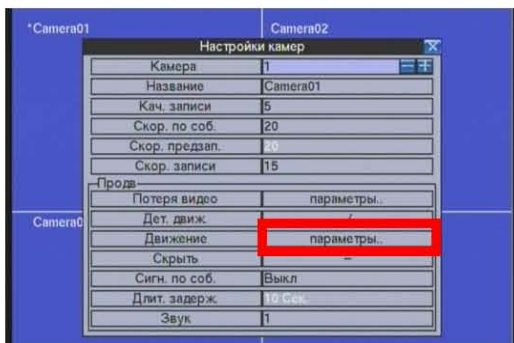 *Camera01 Camera02
Настройки камер
Камера 1
Название Camera01
Кач. записи 5
Скор. по соб. 20
Скор. предзап. 20
Скор. записи 15
Продв
Потеря видео параметры..
Camera0 Дет. движ.
Движение параметры..
Скрыть –
Сигн. по соб. Выкл
Длит. задерж. 10 Сек.
Звук 1